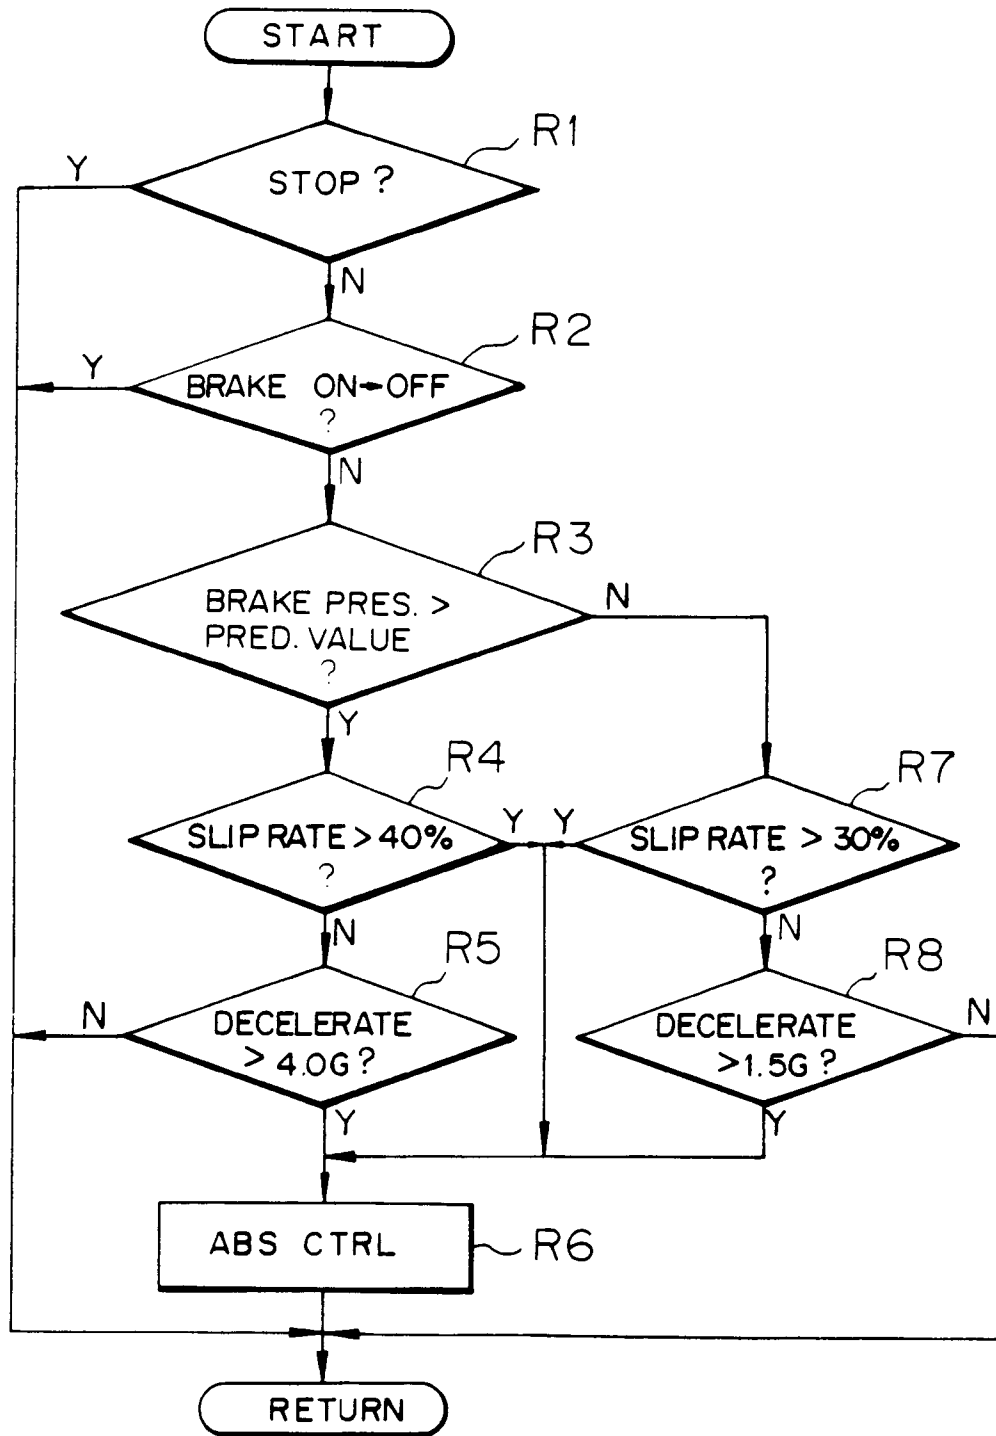 START
R1
Y
STOP ?
N
R2
Y
BRAKE ON→OFF
?
N
R3
BRAKE PRES. >
N
PRED. VALUE
?
Y
R4
R7
SLIP RATE > 40%
?
Y
Y
SLIP RATE > 30%
?
N
N
R5
R8
N
DECELERATE
> 4.0G ?
DECELERATE
>1.5G ?
N
Y
Y
ABS CTRL
R6
RETURN